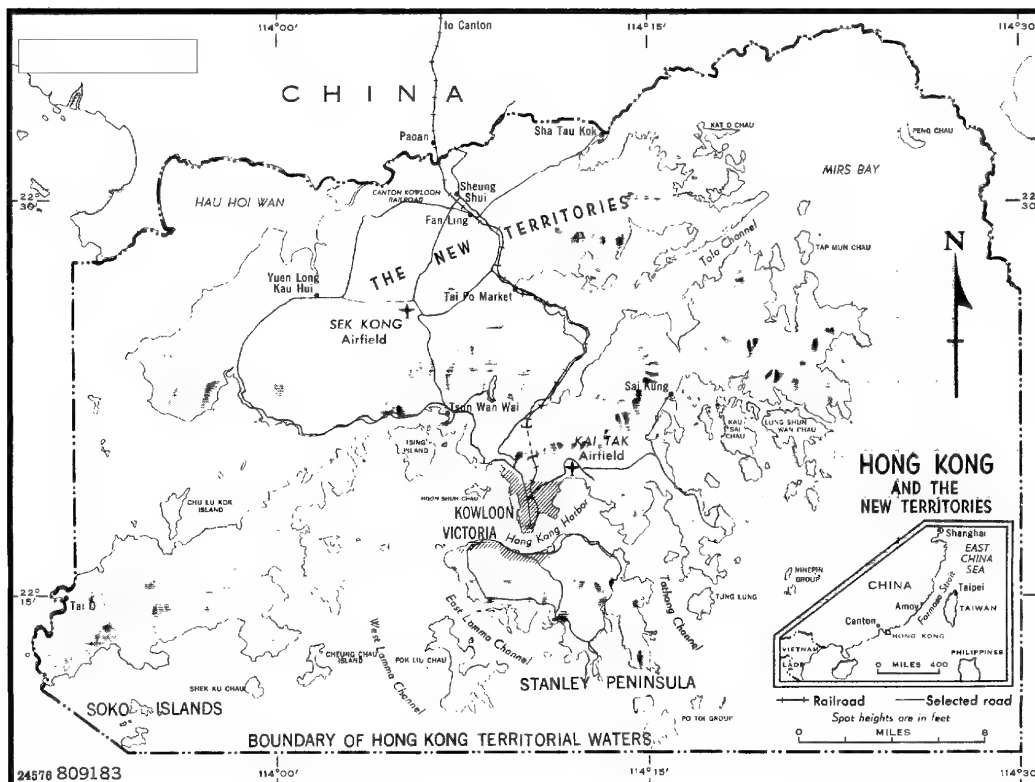 114°00'
to Canton
114°15'
114°30'
CHINA
Paoan
Sha Tau Kok
KAT O CHAU
PENG CHAU
MIRS BAY
HAU HOI WAN
CANTON KOWLOON
RAILROAD
Sheung
Shui
Fan Ling
22°
30'
22°
30'
THE NEW TERRITORIES
Tolo Channel
TAP MUN CHAU
N
Yuen Long
Kau Hui
Tai Po Market
SEK KONG
Airfield
Sai Kung
Tsun Wan Wai
TSING
ISLAND
KAU
SAI
CHAU
LUNG SHUN
WAN CHAU
KAI TAK
Airfield
HONG KONG
AND THE
NEW TERRITORIES
CHU LU KOK
ISLAND
NGON SHUN CHAU
KOWLOON
VICTORIA
Hong Kong Harbor
Shanghai
EAST
CHINA
SEA
CHINA
Formosa Strait
Taipei
Amoy
TAIWAN
Canton
HONG KONG
VIETNAM
LAOS
PHILIPPINES
0 MILES 400
NINEPIN
GROUP
22°
15'
Tai O
TUNG LUNG
Tathong Channel
East Lamma Channel
West Lamma Channel
CHEUNG CHAU
ISLAND
POK LIU CHAU
SHEK KU CHAU
STANLEY PENINSULA
SOKO ISLANDS
PO TOI GROUP
Railroad
Selected road
Spot heights are in feet
0 MILES 6
BOUNDARY OF HONG KONG TERRITORIAL WATERS
24576 809183
114°00'
114°15'
114°30'